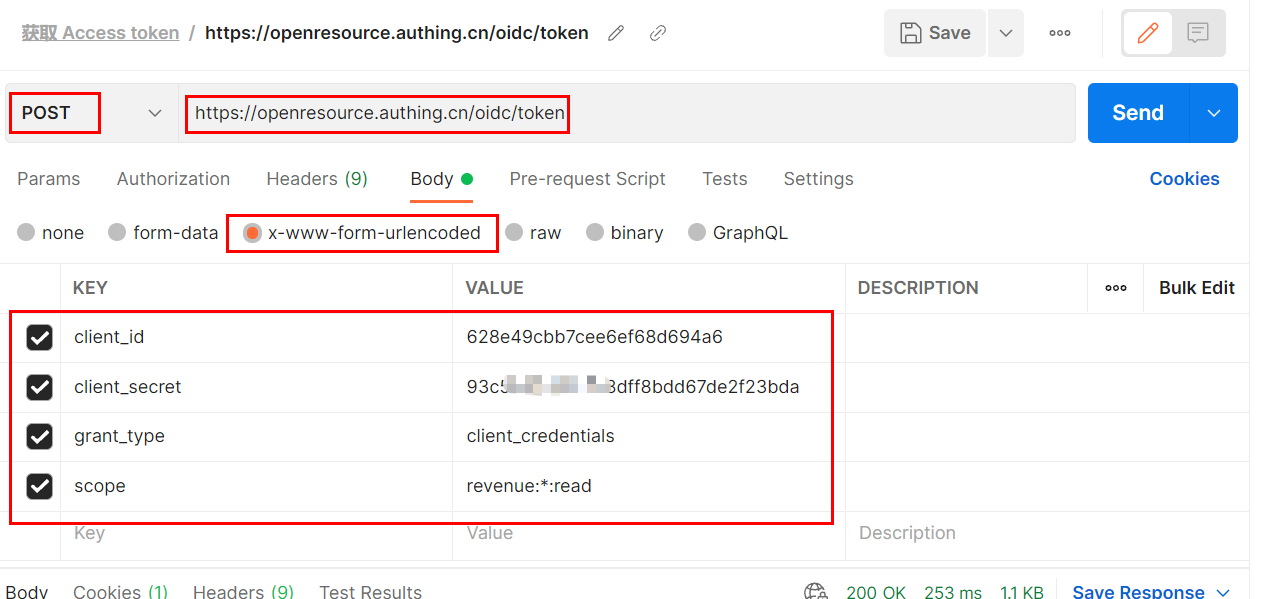 获取 Access token / https://openresource.authing.cn/oidc/token
Save
POST
https://openresource.authing.cn/oidc/token
Send
Params Authorization Headers (9) Body Pre-request Script Tests Settings Cookies
none form-data x-www-form-urlencoded raw binary GraphQL
KEY VALUE DESCRIPTION Bulk Edit
client_id 628e49cbb7cee6ef68d694a6
client_secret 93c5 3dff8bdd67de2f23bda
grant_type client_credentials
scope revenue:*:read
Key Value Description
Body Cookies (1) Headers (9) Test Results 200 OK 253 ms 1.1 KB Save Response